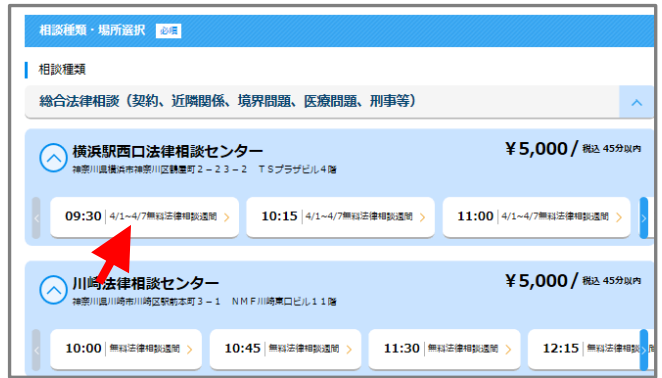 相談種類・場所選択 必須
相談種類
総合法律相談（契約、近隣関係、境界問題、医療問題、刑事等）
横浜駅西口法律相談センター ¥5,000/ 税込 45分以内
神奈川県横浜市神奈川区鶴屋町２－２３－２ ＴＳプラザビル４階
09:30 4/1~4/7無料法律相談週間 10:15 4/1~4/7無料法律相談週間 11:00 4/1~4/7無料法律相談週間
川崎法律相談センター ¥5,000/ 税込 45分以内
神奈川県川崎市川崎区駅前本町３－１ ＮＭＦ川崎東口ビル１１階
10:00 無料法律相談週間 10:45 無料法律相談週間 11:30 無料法律相談週間 12:15 無料法律相談